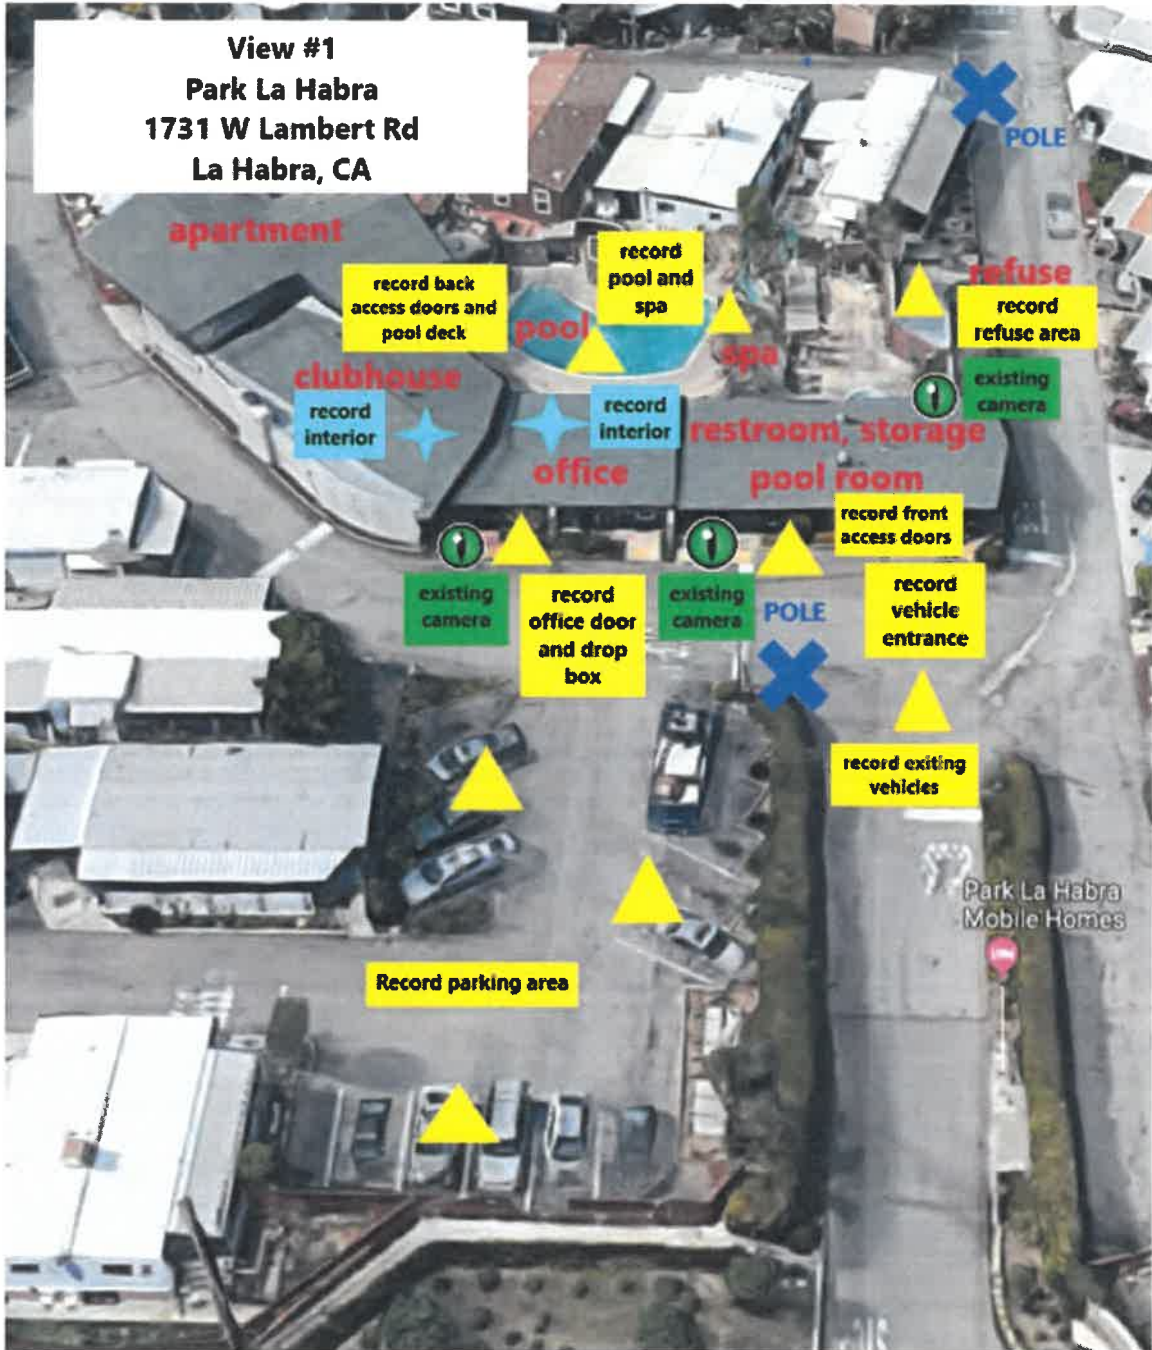 View #1
Park La Habra
1731 W Lambert Rd
La Habra, CA
POLE
apartment
record back
access doors and
pool deck
record
pool and
spa
refuse
record
refuse area
pool
spa
clubhouse
existing
camera
record
interior
record
interior
restroom, storage
office
pool room
record front
access doors
existing
camera
record
office door
and drop
box
existing
camera
POLE
record
vehicle
entrance
record exiting
vehicles
Park La Habra
Mobile Homes
Record parking area